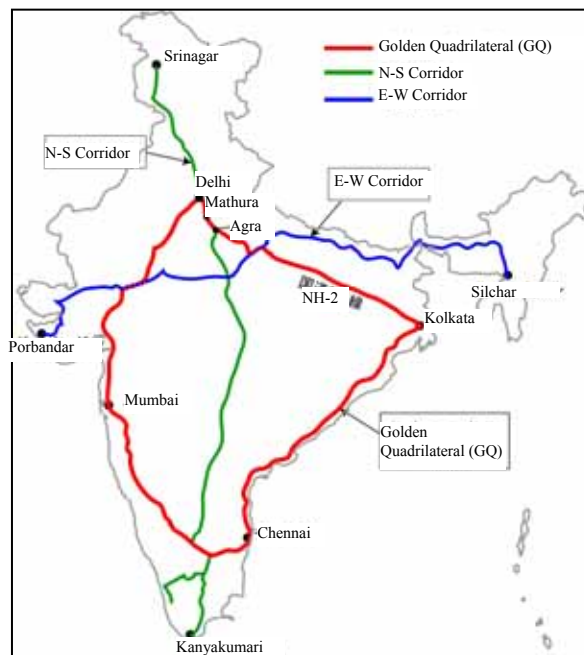 Golden Quadrilateral (GQ)
N-S Corridor
E-W Corridor
Srinagar
N-S Corridor
Delhi
Mathura
Agra
E-W Corridor
NH-2
Silchar
Kolkata
Porbandar
Mumbai
Golden
Quadrilateral (GQ)
Chennai
Kanyakumari